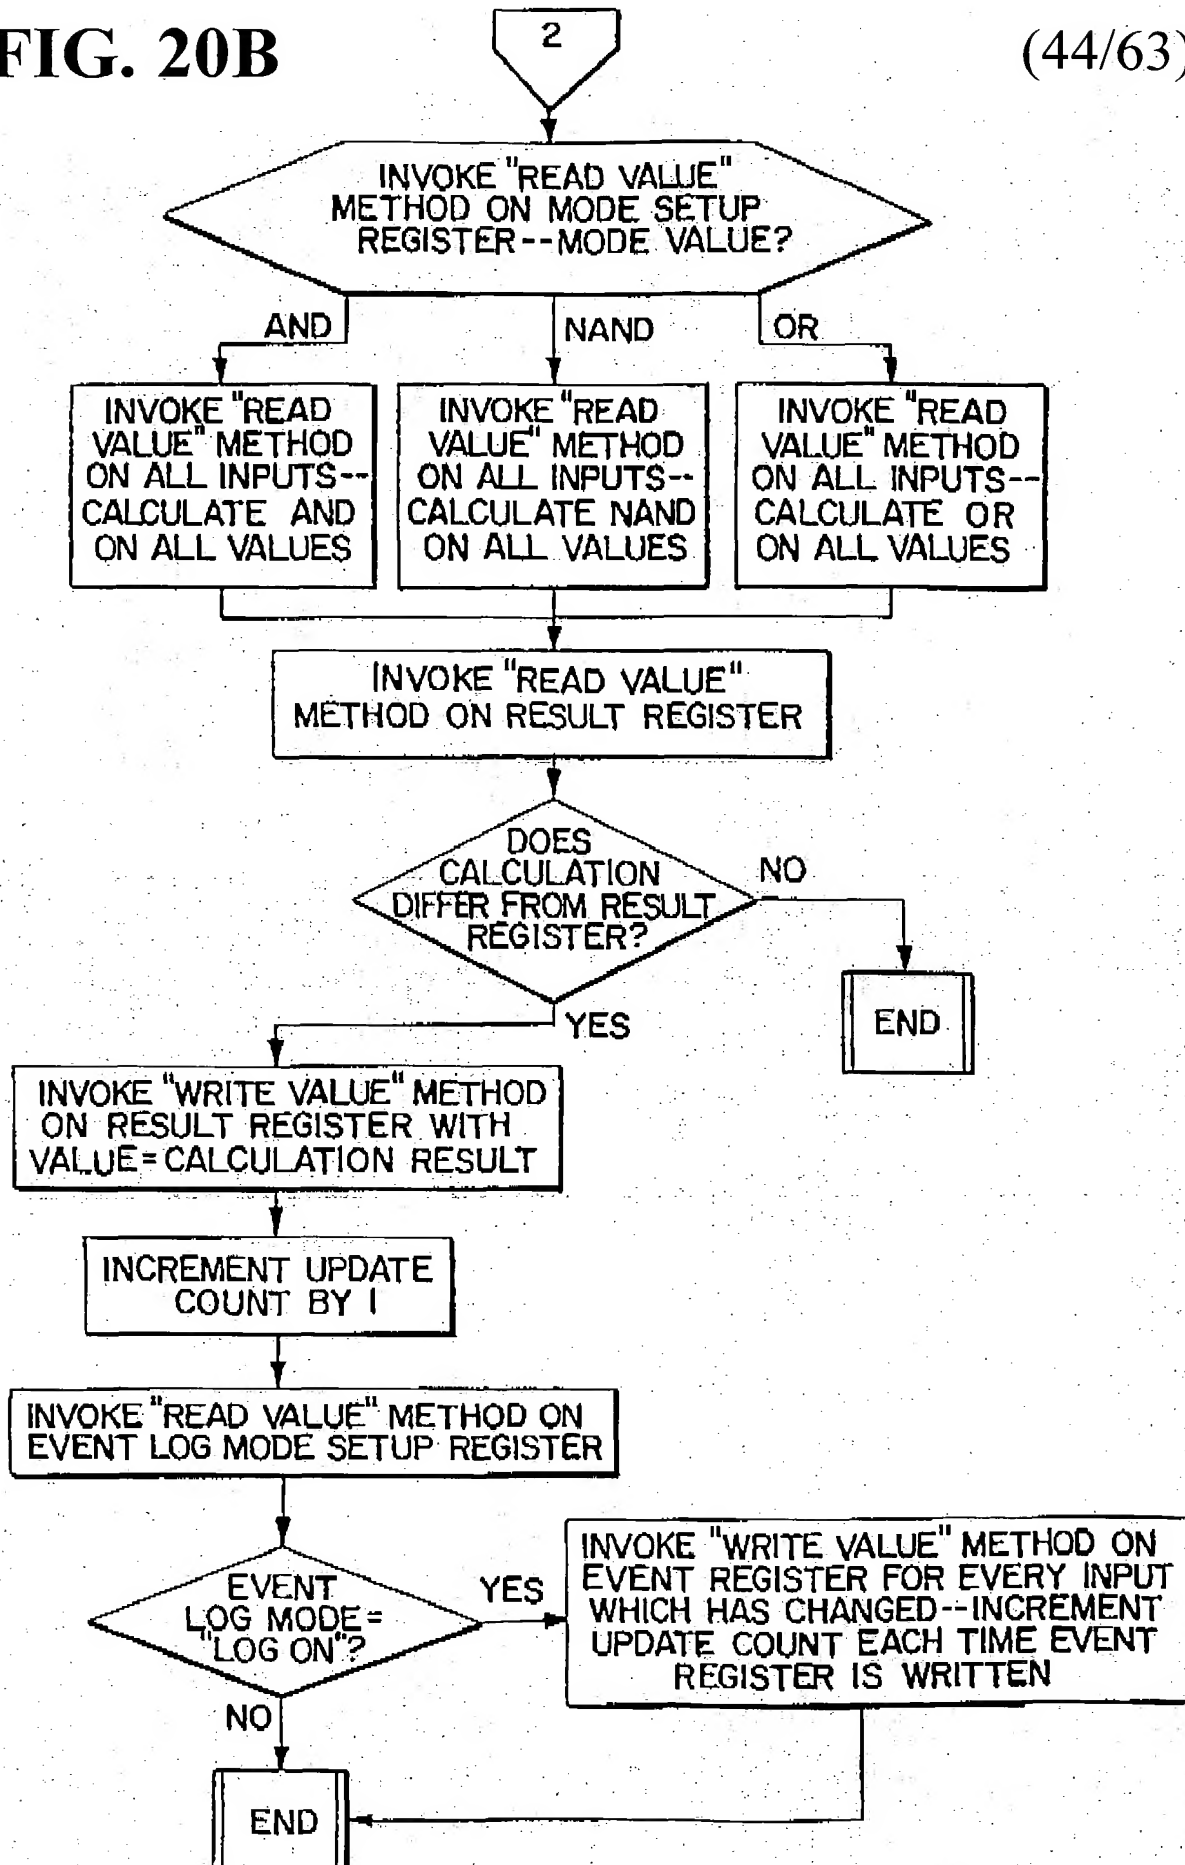 FIG. 20B
(44/63)
2
INVOKE "READ VALUE"
METHOD ON MODE SETUP
REGISTER--MODE VALUE?
AND
NAND
OR
INVOKE "READ
VALUE" METHOD
ON ALL INPUTS--
CALCULATE AND
ON ALL VALUES
INVOKE "READ
VALUE" METHOD
ON ALL INPUTS--
CALCULATE NAND
ON ALL VALUES
INVOKE "READ
VALUE" METHOD
ON ALL INPUTS--
CALCULATE OR
ON ALL VALUES
INVOKE "READ VALUE"
METHOD ON RESULT REGISTER
DOES
CALCULATION
DIFFER FROM RESULT
REGISTER?
NO
END
YES
INVOKE "WRITE VALUE" METHOD
ON RESULT REGISTER WITH
VALUE=CALCULATION RESULT
INCREMENT UPDATE
COUNT BY 1
INVOKE "READ VALUE" METHOD ON
EVENT LOG MODE SETUP REGISTER
EVENT
LOG MODE=
"LOG ON"?
YES
INVOKE "WRITE VALUE" METHOD ON
EVENT REGISTER FOR EVERY INPUT
WHICH HAS CHANGED--INCREMENT
UPDATE COUNT EACH TIME EVENT
REGISTER IS WRITTEN
NO
END